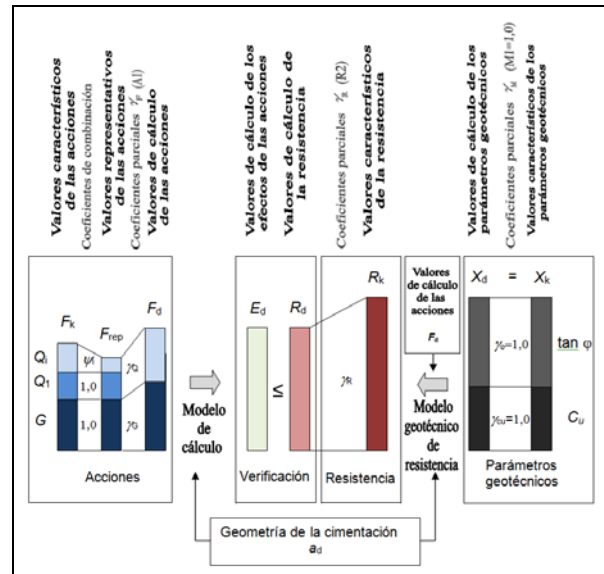 Valores característicos
de las acciones
Coeficientes de combinación
Valores representativos
de las acciones
Coeficientes parciales γF (A1)
Valores de cálculo
de las acciones
Valores de cálculo de los
efectos de las acciones
Valores de cálculo de
la resistencia
Coeficientes parciales γR (R2)
Valores característicos
de la resistencia
Valores de cálculo de los
parámetros geotécnicos
Coeficientes parciales γM (M1=1,0)
Valores característicos de los
parámetros geotécnicos
Fk
Frep
Fd
Qi
ψi
γQ
Q1
1,0
G
1,0
γG
Acciones
Modelo
de
cálculo
Ed
Rd
≤
Verificación
Rk
γR
Resistencia
Valores
de cálculo
de las
acciones
Fd
Modelo
geotécnico
de
resistencia
Xd = Xk
γφ=1,0
tan φ
γcu=1,0
Cu
Parámetros
geotécnicos
Geometría de la cimentación
ad